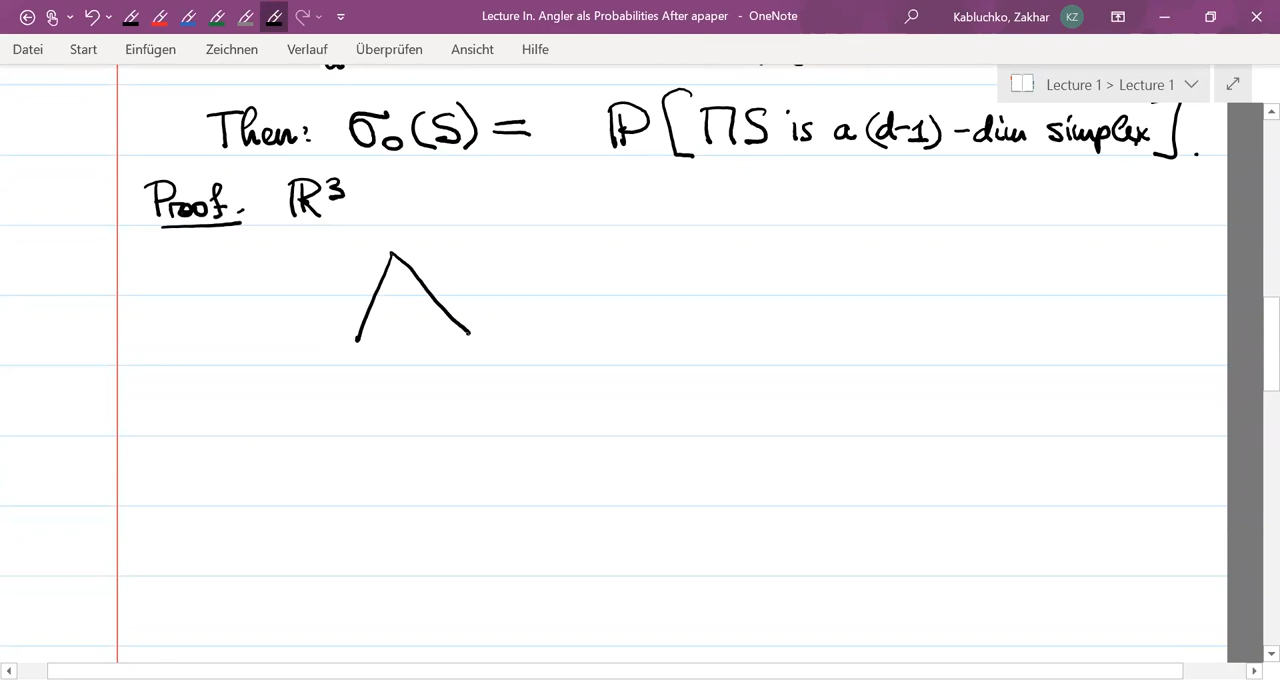 Lecture In. Angler als Probabilities After apaper - OneNote
Kabluchko, Zakhar KZ
Datei Start Einfügen Zeichnen Verlauf Überprüfen Ansicht Hilfe
Lecture 1 > Lecture 1
Then: σ₀(S) = ℙ[ΠS is a (d-1)-dim simplex].
Proof. ℝ³